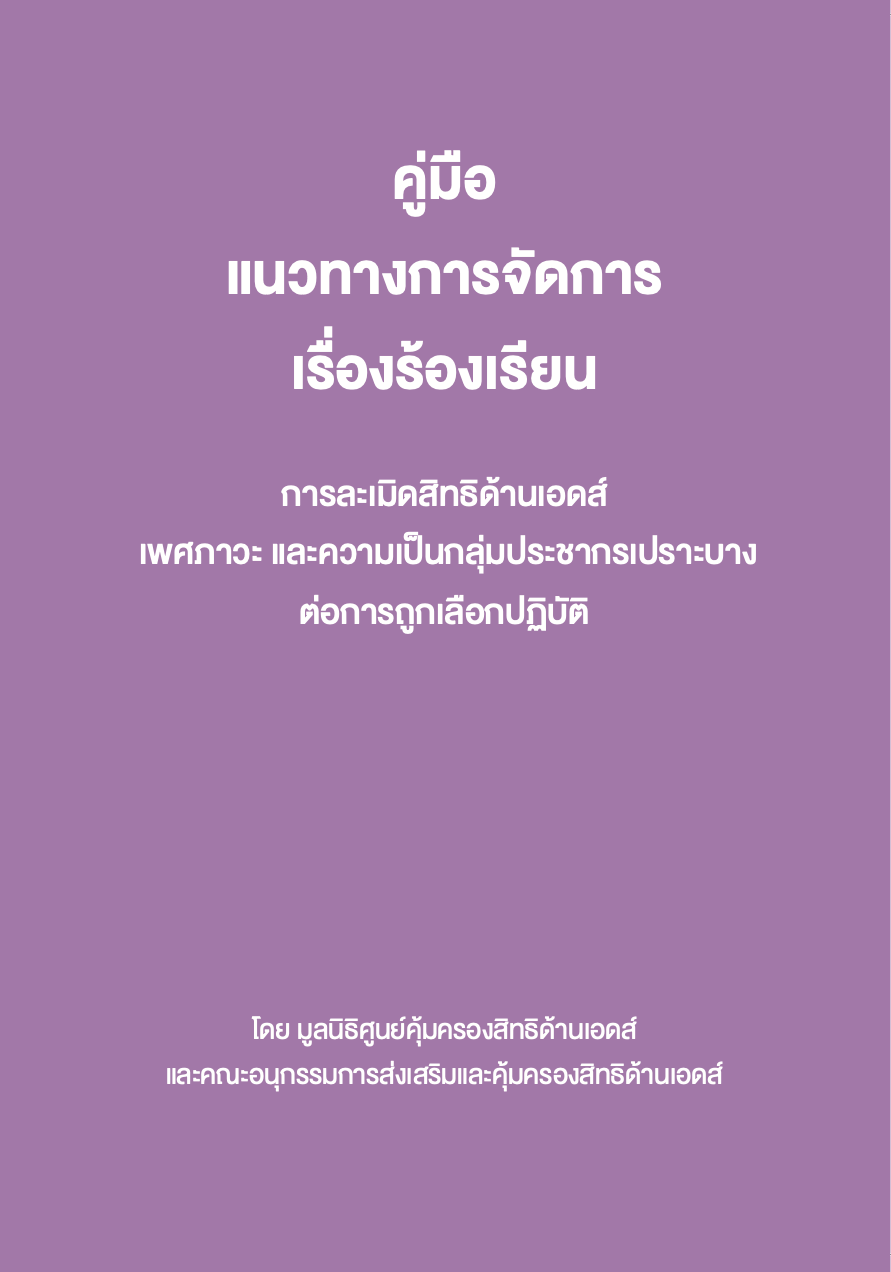 คู่มือ
แนวทางการจัดการ
เรื่องร้องเรียน
การละเมิดสิทธิด้านเอดส์
เพศภาวะ และความเป็นกลุ่มประชากรเปราะบาง
ต่อการถูกเลือกปฏิบัติ
โดย มูลนิธิศูนย์คุ้มครองสิทธิด้านเอดส์
และคณะอนุกรรมการส่งเสริมและคุ้มครองสิทธิด้านเอดส์